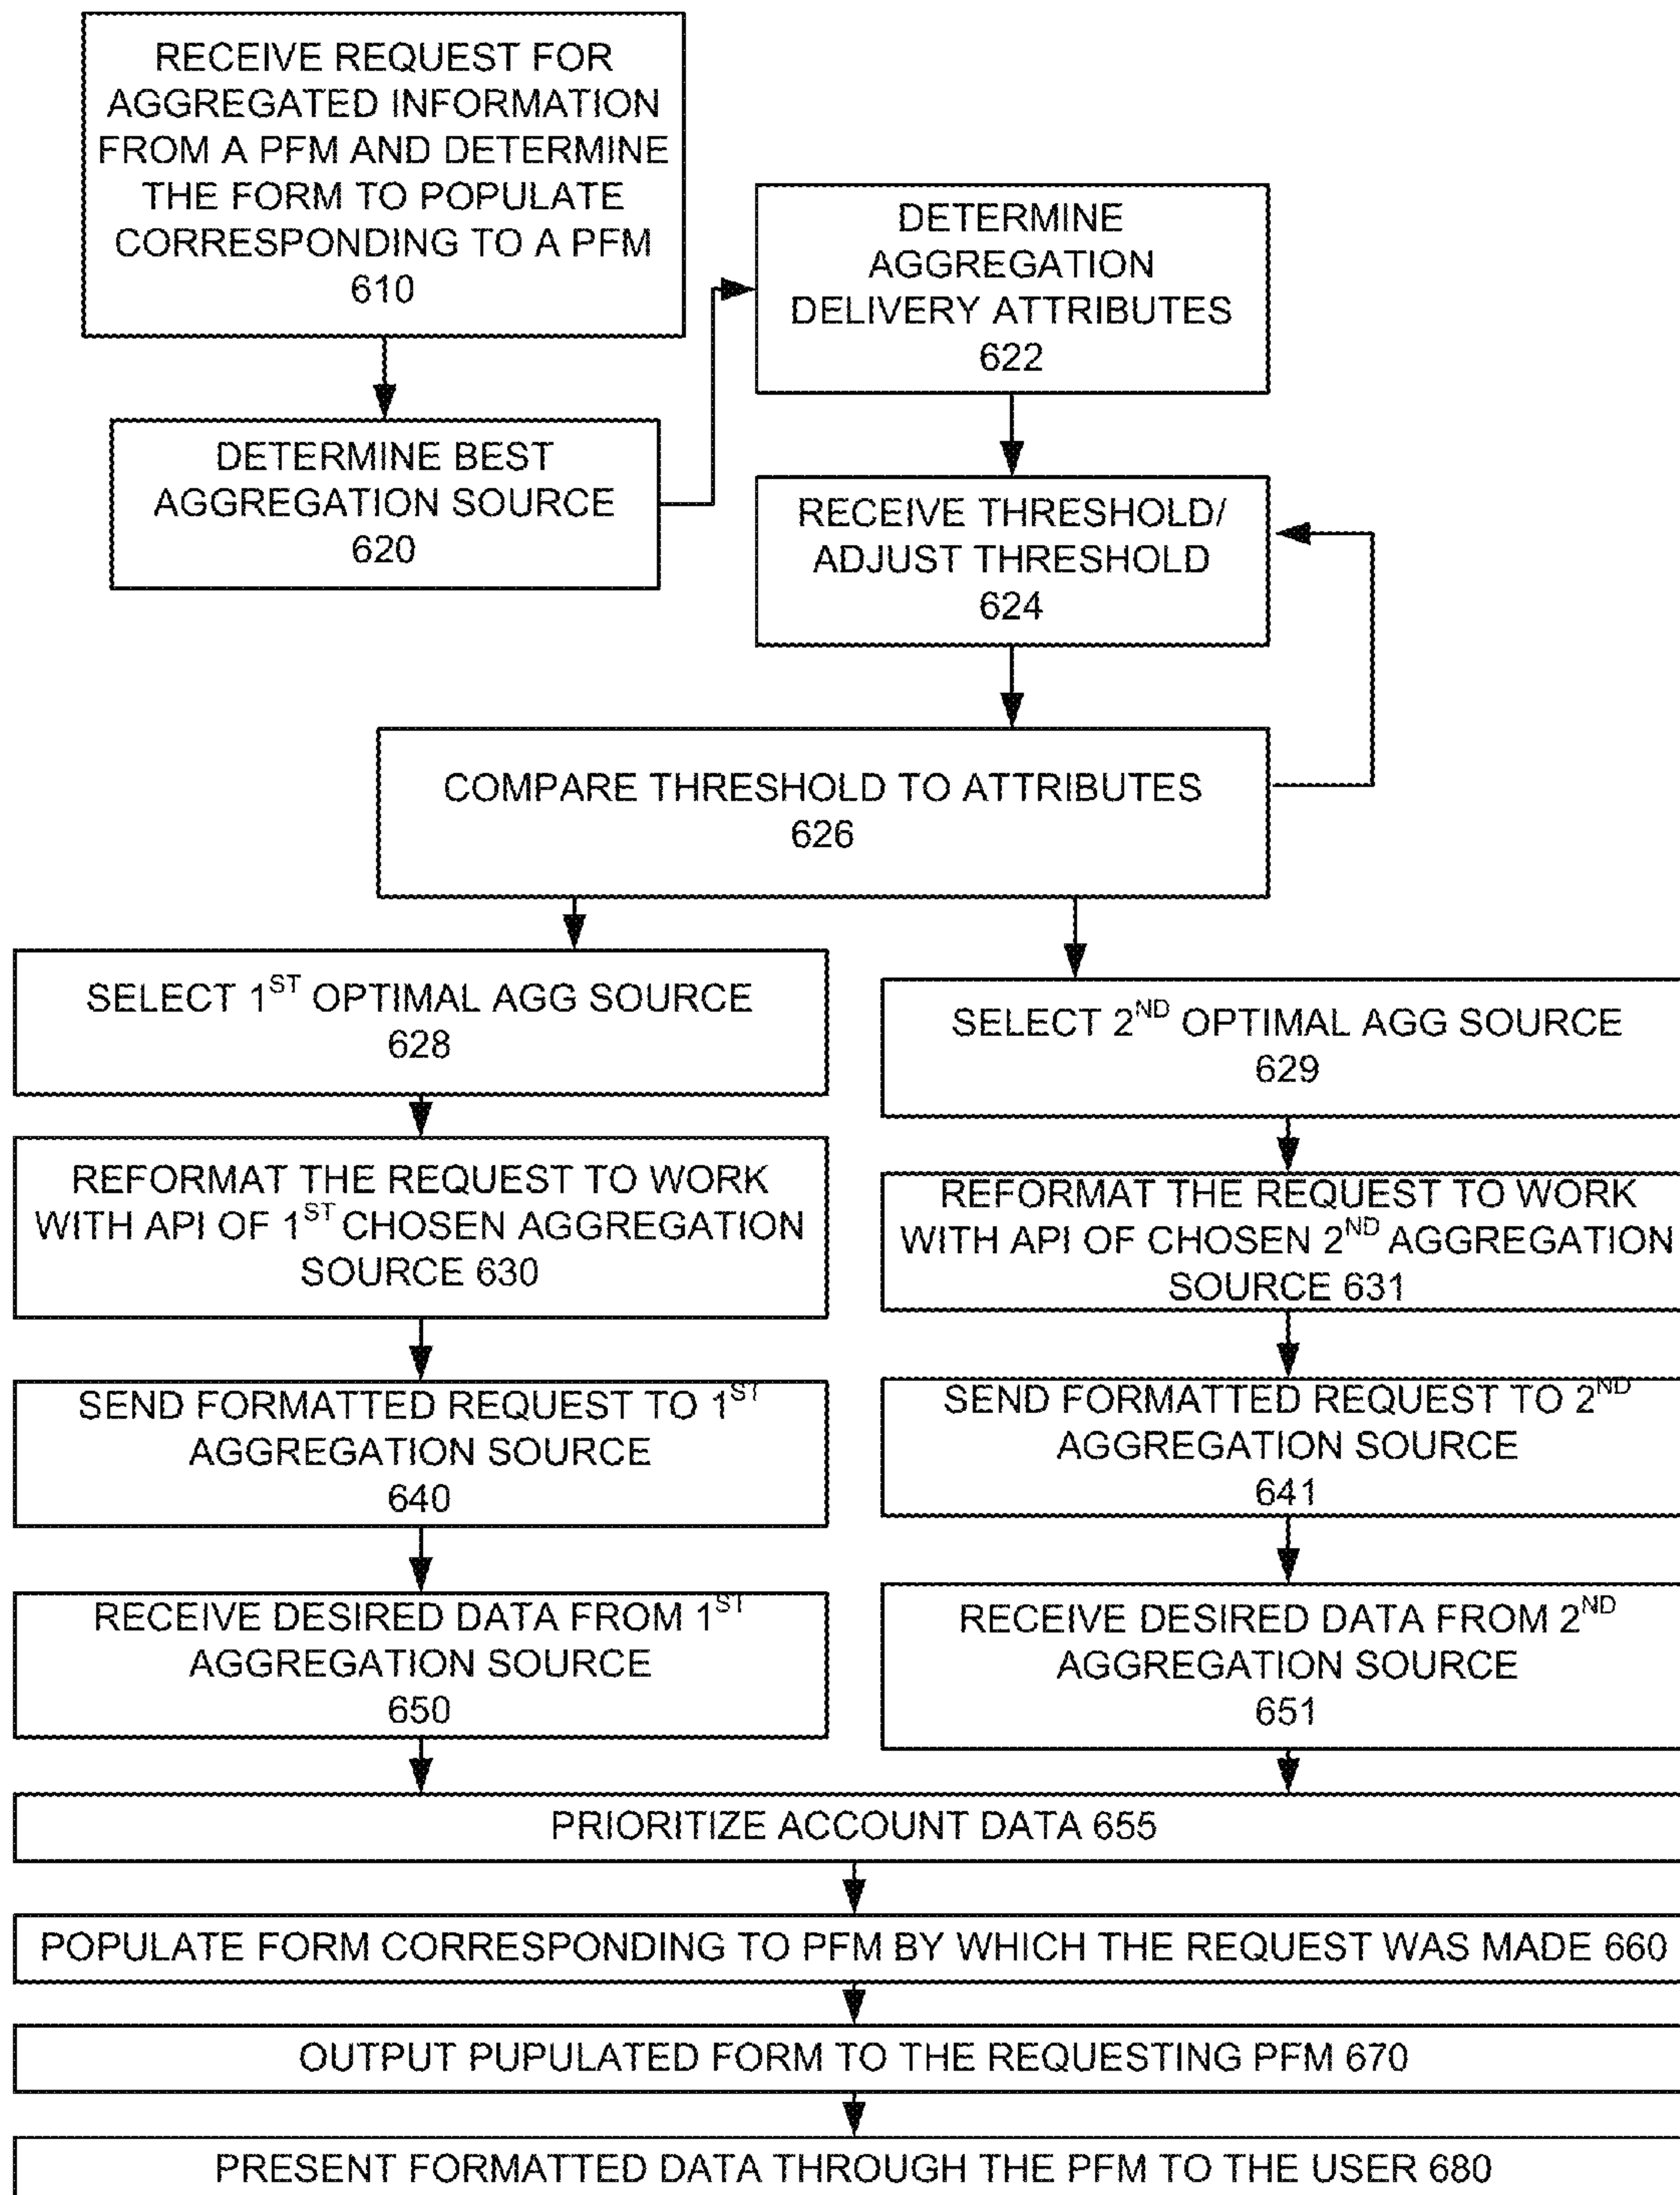 RECEIVE REQUEST FOR
AGGREGATED INFORMATION
FROM A PFM AND DETERMINE
THE FORM TO POPULATE
CORRESPONDING TO A PFM
610
DETERMINE BEST
AGGREGATION SOURCE
620
DETERMINE
AGGREGATION
DELIVERY ATTRIBUTES
622
RECEIVE THRESHOLD/
ADJUST THRESHOLD
624
COMPARE THRESHOLD TO ATTRIBUTES
626
SELECT 1ST OPTIMAL AGG SOURCE
628
REFORMAT THE REQUEST TO WORK
WITH API OF 1ST CHOSEN AGGREGATION
SOURCE 630
SEND FORMATTED REQUEST TO 1ST
AGGREGATION SOURCE
640
RECEIVE DESIRED DATA FROM 1ST
AGGREGATION SOURCE
650
SELECT 2ND OPTIMAL AGG SOURCE
629
REFORMAT THE REQUEST TO WORK
WITH API OF CHOSEN 2ND AGGREGATION
SOURCE 631
SEND FORMATTED REQUEST TO 2ND
AGGREGATION SOURCE
641
RECEIVE DESIRED DATA FROM 2ND
AGGREGATION SOURCE
651
PRIORITIZE ACCOUNT DATA 655
POPULATE FORM CORRESPONDING TO PFM BY WHICH THE REQUEST WAS MADE 660
OUTPUT PUPULATED FORM TO THE REQUESTING PFM 670
PRESENT FORMATTED DATA THROUGH THE PFM TO THE USER 680